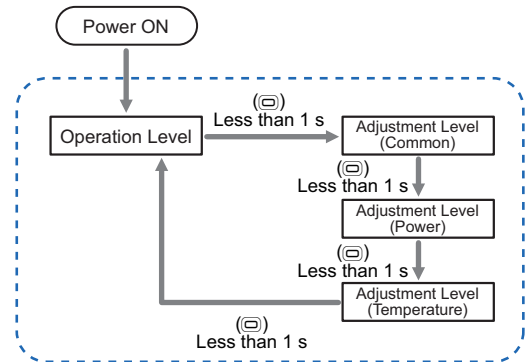 Power ON
Operation Level
Less than 1 s
Adjustment Level
(Common)
Less than 1 s
Adjustment Level
(Power)
Less than 1 s
Adjustment Level
(Temperature)
Less than 1 s